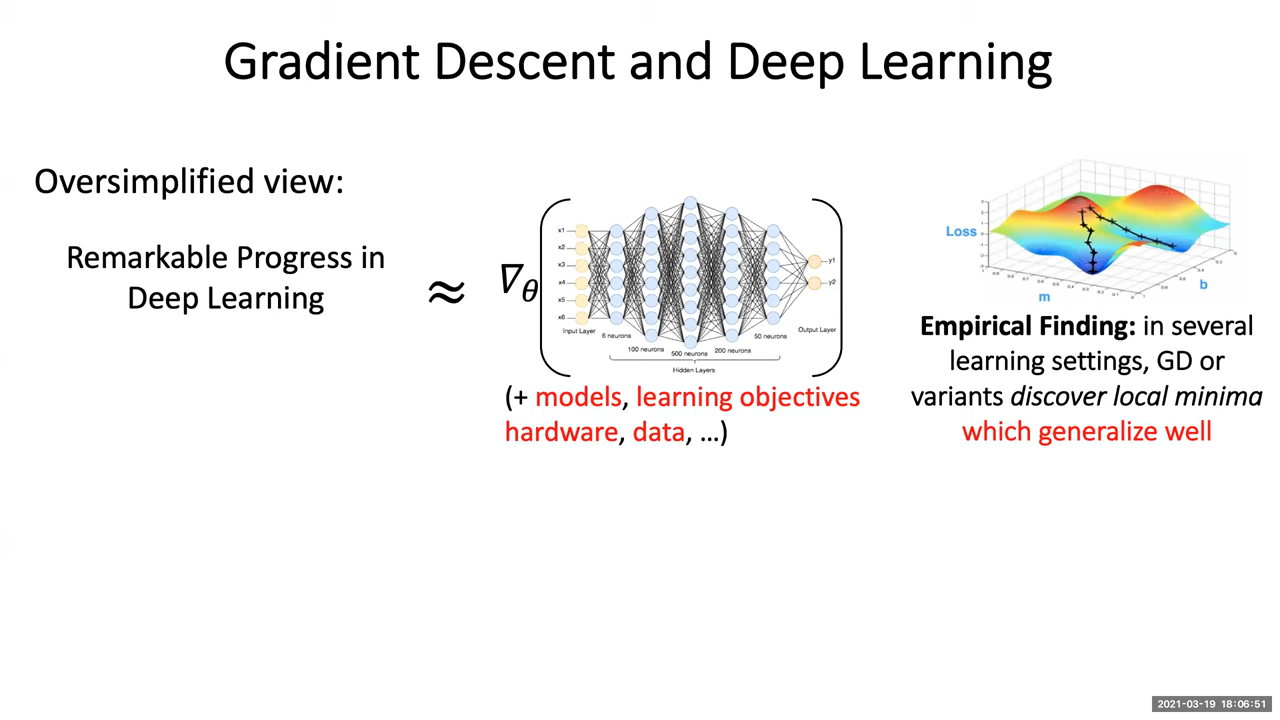 Gradient Descent and Deep Learning
Oversimplified view:
Remarkable Progress in
Deep Learning
≈
∇θ
x1
x2
x3
x4
x5
x6
Input Layer
6 neurons
100 neurons
500 neurons
200 neurons
50 neurons
Hidden Layers
y1
y2
Output Layer
(+ models, learning objectives
hardware, data, ...)
Loss
m
b
Empirical Finding: in several
learning settings, GD or
variants discover local minima
which generalize well
2021-03-19 18:06:51